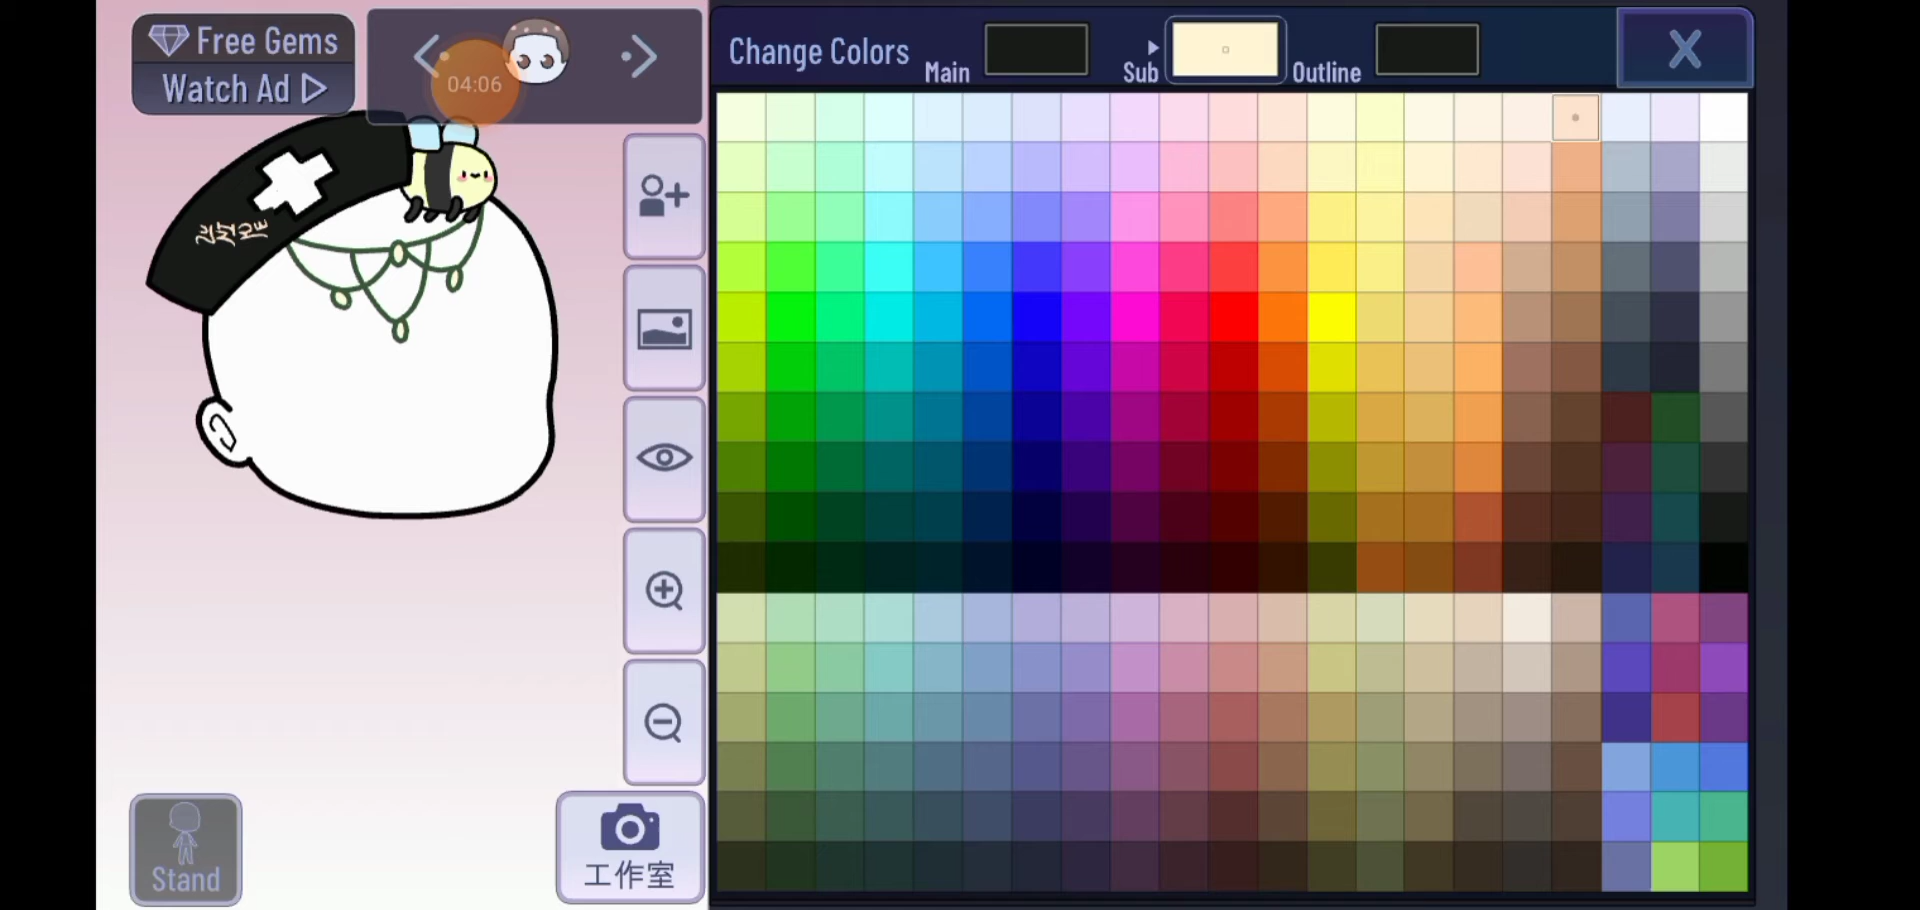 Free Gems
Watch Ad
04:06
Change Colors
Main
Sub
Outline
X
Stand
工作室